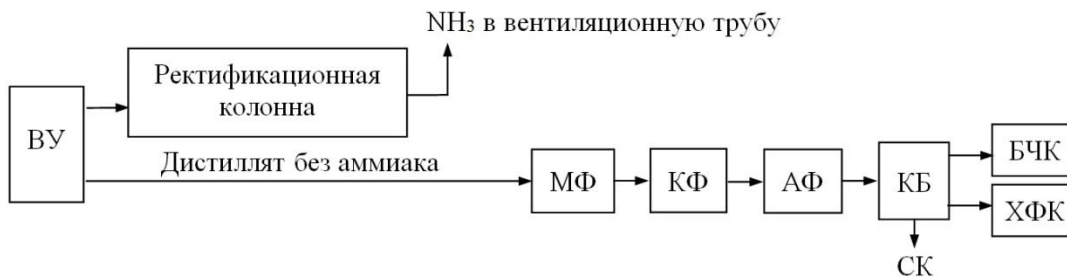 NH₃ в вентиляционную трубу
Ректификационная
колонна
ВУ
Дистиллят без аммиака
МФ
КФ
АФ
КБ
БЧК
ХФК
СК